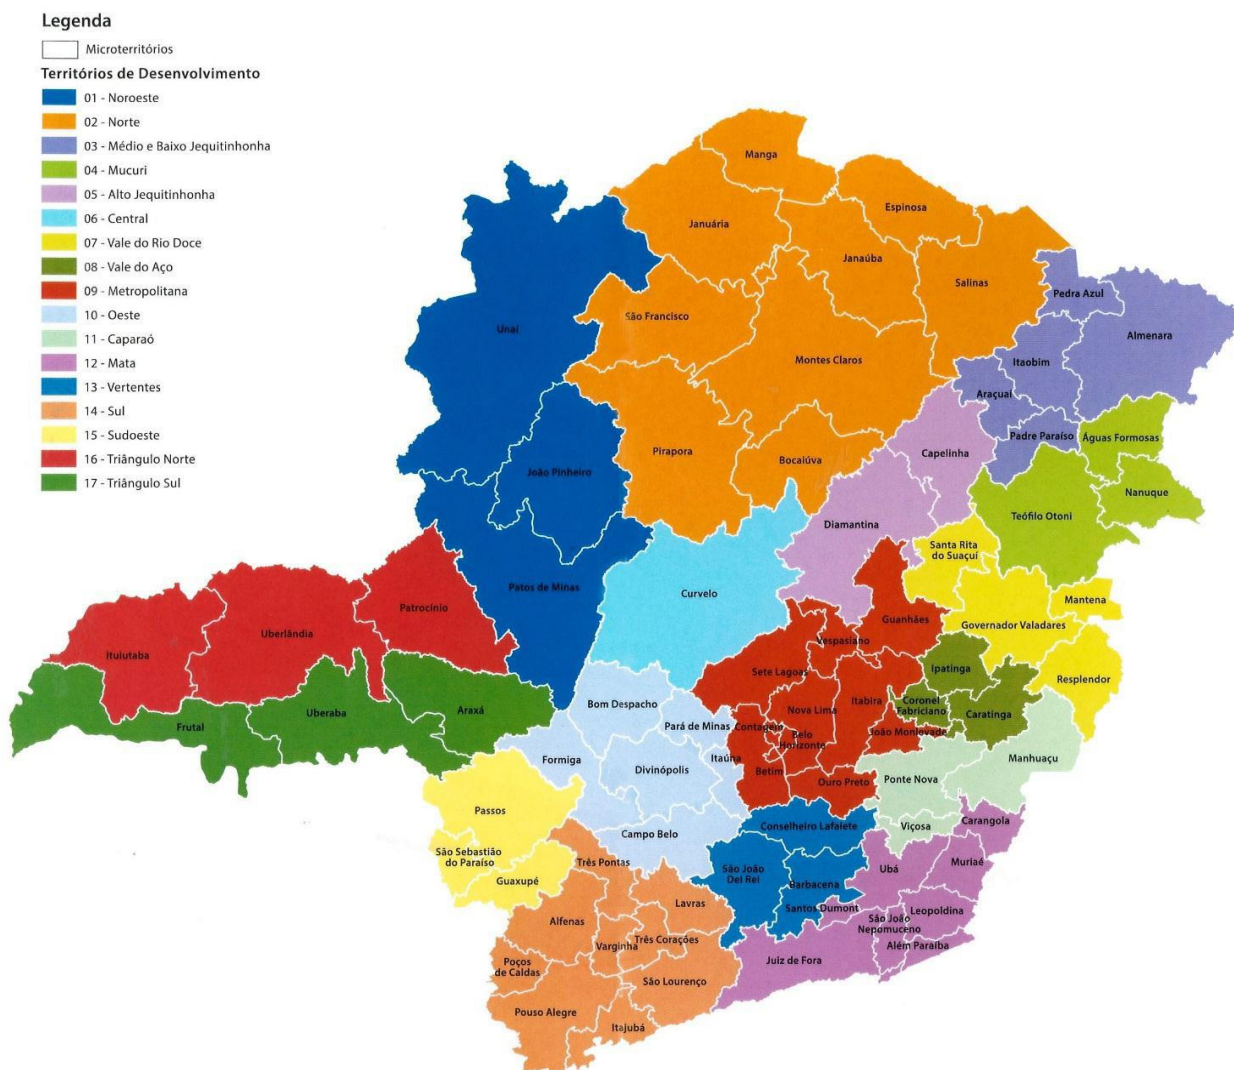 Legenda
Microterritórios
Territórios de Desenvolvimento
01 - Noroeste
02 - Norte
03 - Médio e Baixo Jequitinhonha
04 - Mucuri
05 - Alto Jequitinhonha
06 - Central
07 - Vale do Rio Doce
08 - Vale do Aço
09 - Metropolitana
10 - Oeste
11 - Caparaó
12 - Mata
13 - Vertentes
14 - Sul
15 - Sudoeste
16 - Triângulo Norte
17 - Triângulo Sul
Manga
Januária
Espinosa
Janaúba
Salinas
Pedra Azul
São Francisco
Unaí
Almenara
Montes Claros
Itaobim
Araçuaí
Padre Paraíso
Águas Formosas
Pirapora
Bocaiúva
Capelinha
João Pinheiro
Nanuque
Teófilo Otoni
Diamantina
Santa Rita
do Suaçuí
Patos de Minas
Curvelo
Mantena
Patrocínio
Guanhães
Governador Valadares
Uberlândia
Vespasiano
Ituiutaba
Sete Lagoas
Ipatinga
Resplendor
Bom Despacho
Itabira
Coronel
Fabriciano
Caratinga
Uberaba
Araxá
Nova Lima
Frutal
Pará de Minas
Contagem
João Monlevade
Belo
Horizonte
Formiga
Itaúna
Manhuaçu
Divinópolis
Betim
Ouro Preto
Ponte Nova
Passos
Carangola
Conselheiro Lafaiete
Viçosa
Campo Belo
São Sebastião
do Paraíso
Três Pontas
Muriaé
São João
Del Rei
Ubá
Guaxupé
Barbacena
Lavras
Santos Dumont
Leopoldina
Alfenas
São João
Nepomuceno
Três Corações
Varginha
Além Paraíba
Poços
de Caldas
Juiz de Fora
São Lourenço
Pouso Alegre
Itajubá